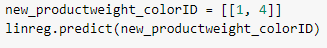 new_productweight_colorID = [[1, 4]]
linreg.predict(new_productweight_colorID)